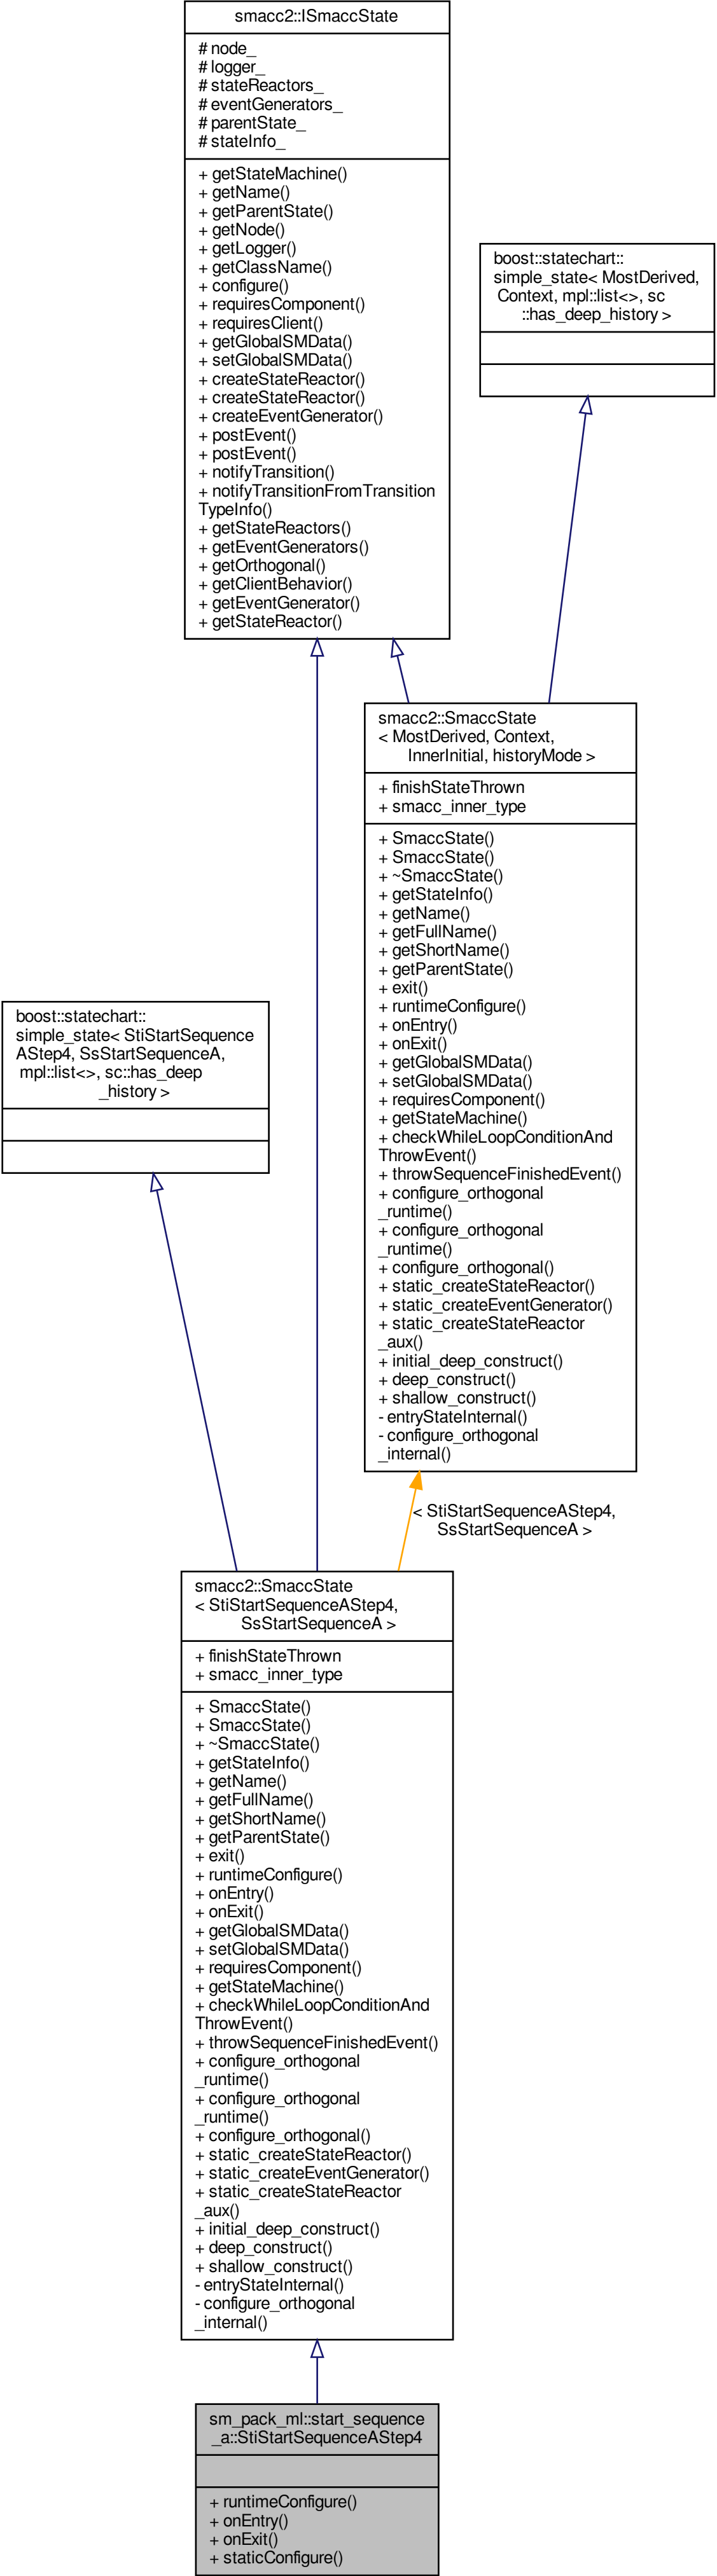 smacc2::ISmaccState
# node_
# logger_
# stateReactors_
# eventGenerators_
# parentState_
# stateInfo_
+ getStateMachine()
+ getName()
+ getParentState()
+ getNode()
+ getLogger()
+ getClassName()
+ configure()
+ requiresComponent()
+ requiresClient()
+ getGlobalSMData()
+ setGlobalSMData()
+ createStateReactor()
+ createStateReactor()
+ createEventGenerator()
+ postEvent()
+ postEvent()
+ notifyTransition()
+ notifyTransitionFromTransition
TypeInfo()
+ getStateReactors()
+ getEventGenerators()
+ getOrthogonal()
+ getClientBehavior()
+ getEventGenerator()
+ getStateReactor()
boost::statechart::
simple_state< MostDerived,
Context, mpl::list<>, sc
::has_deep_history >
smacc2::SmaccState
< MostDerived, Context,
InnerInitial, historyMode >
+ finishStateThrown
+ smacc_inner_type
+ SmaccState()
+ SmaccState()
+ ~SmaccState()
+ getStateInfo()
+ getName()
+ getFullName()
+ getShortName()
+ getParentState()
+ exit()
+ runtimeConfigure()
+ onEntry()
+ onExit()
+ getGlobalSMData()
+ setGlobalSMData()
+ requiresComponent()
+ getStateMachine()
+ checkWhileLoopConditionAnd
ThrowEvent()
+ throwSequenceFinishedEvent()
+ configure_orthogonal
_runtime()
+ configure_orthogonal
_runtime()
+ configure_orthogonal()
+ static_createStateReactor()
+ static_createEventGenerator()
+ static_createStateReactor
_aux()
+ initial_deep_construct()
+ deep_construct()
+ shallow_construct()
- entryStateInternal()
- configure_orthogonal
_internal()
boost::statechart::
simple_state< StiStartSequence
AStep4, SsStartSequenceA,
mpl::list<>, sc::has_deep
_history >
< StiStartSequenceAStep4,
SsStartSequenceA >
smacc2::SmaccState
< StiStartSequenceAStep4,
SsStartSequenceA >
+ finishStateThrown
+ smacc_inner_type
+ SmaccState()
+ SmaccState()
+ ~SmaccState()
+ getStateInfo()
+ getName()
+ getFullName()
+ getShortName()
+ getParentState()
+ exit()
+ runtimeConfigure()
+ onEntry()
+ onExit()
+ getGlobalSMData()
+ setGlobalSMData()
+ requiresComponent()
+ getStateMachine()
+ checkWhileLoopConditionAnd
ThrowEvent()
+ throwSequenceFinishedEvent()
+ configure_orthogonal
_runtime()
+ configure_orthogonal
_runtime()
+ configure_orthogonal()
+ static_createStateReactor()
+ static_createEventGenerator()
+ static_createStateReactor
_aux()
+ initial_deep_construct()
+ deep_construct()
+ shallow_construct()
- entryStateInternal()
- configure_orthogonal
_internal()
sm_pack_ml::start_sequence
_a::StiStartSequenceAStep4
+ runtimeConfigure()
+ onEntry()
+ onExit()
+ staticConfigure()